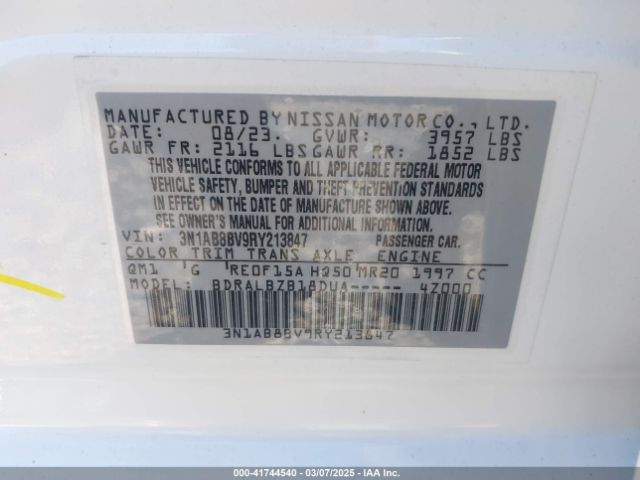 MANUFACTURED BY NISSAN MOTOR CO., LTD.
DATE: 08/23. GVWR: 3957 LBS
GAWR FR: 2116 LBS GAWR RR: 1852 LBS
THIS VEHICLE CONFORMS TO ALL APPLICABLE FEDERAL MOTOR
VEHICLE SAFETY, BUMPER AND THEFT PREVENTION STANDARDS
IN EFFECT ON THE DATE OF MANUFACTURE SHOWN ABOVE.
SEE OWNER'S MANUAL FOR ADDITIONAL INFORMATION.
VIN: 3N1AB8BV9RY213847 PASSENGER CAR.
COLOR TRIM TRANS AXLE ENGINE
QM1 G RE0F15A HQ50 MR20 1997 CC
MODEL: BDRALBZB18DUA----- 4Z000
3N1AB8BV9RY213847
000-41744540 - 03/07/2025 - IAA Inc.